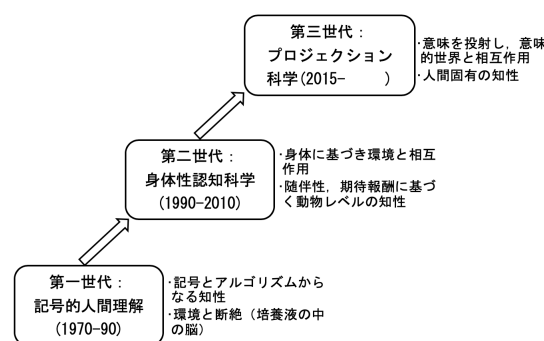 第三世代：
プロジェクション
科学(2015-　　)
・意味を投射し，意味
的世界と相互作用
・人間固有の知性
第二世代：
身体性認知科学
(1990-2010)
・身体に基づき環境と相互
作用
・随伴性，期待報酬に基づ
く動物レベルの知性
第一世代：
記号的人間理解
(1970-90)
・記号とアルゴリズムから
なる知性
・環境と断絶（培養液の中
の脳）